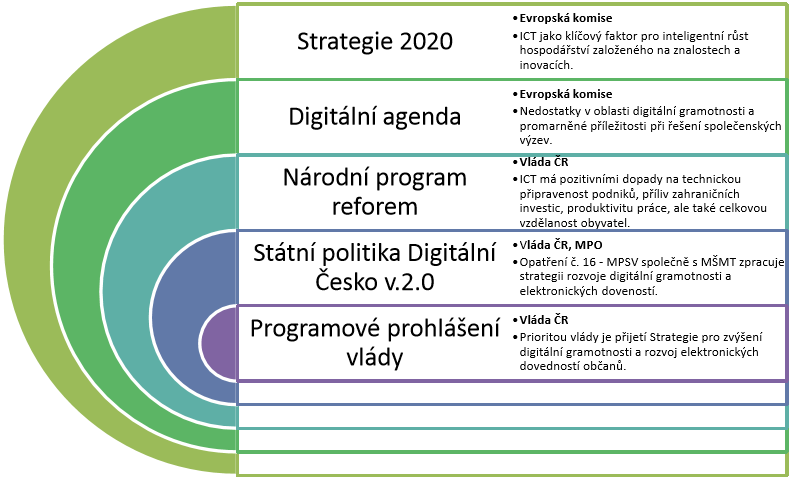 Strategie 2020
•Evropská komise
•ICT jako klíčový faktor pro inteligentní růst
hospodářství založeného na znalostech a
inovacích.
Digitální agenda
•Evropská komise
•Nedostatky v oblasti digitální gramotnosti a
promarněné příležitosti při řešení společenských
výzev.
Národní program
reforem
•Vláda ČR
•ICT má pozitivními dopady na technickou
připravenost podniků, příliv zahraničních
investic, produktivitu práce, ale také celkovou
vzdělanost obyvatel.
Státní politika Digitální
Česko v.2.0
•Vláda ČR, MPO
•Opatření č. 16 - MPSV společně s MŠMT zpracuje
strategii rozvoje digitální gramotnosti a
elektronických doveností.
Programové prohlášení
vlády
•Vláda ČR
•Prioritou vlády je přijetí Strategie pro zvýšení
digitální gramotnosti a rozvoj elektronických
dovedností občanů.